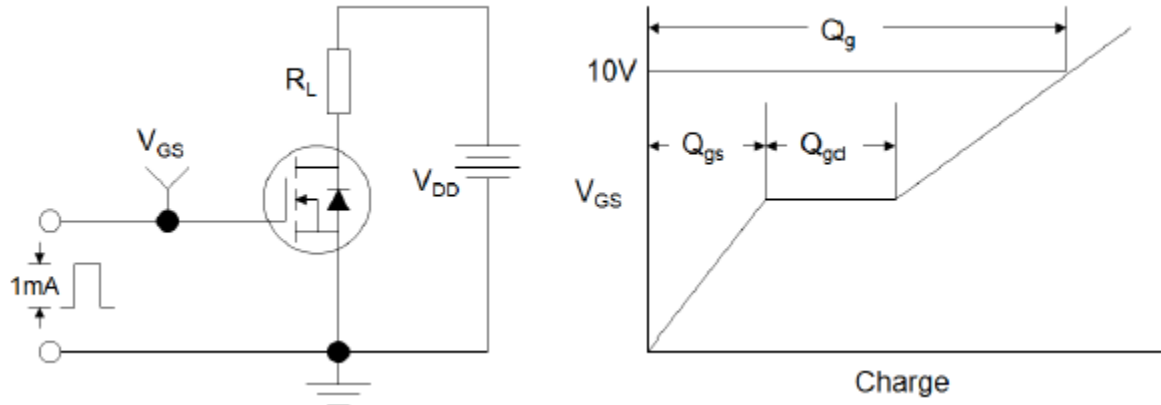 R_L
V_GS
V_DD
1mA
Q_g
10V
Q_gs
Q_gd
V_GS
Charge